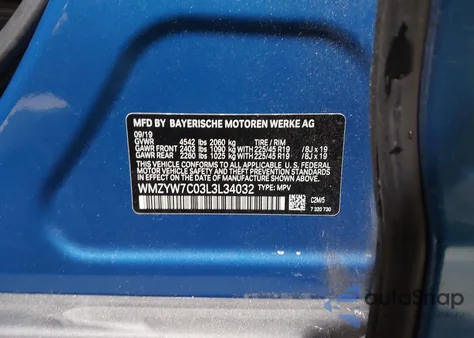 MFD BY BAYERISCHE MOTOREN WERKE AG
09/19
GVWR 4542 lbs 2060 kg TIRE / RIM
GAWR FRONT 2403 lbs 1090 kg WITH 225/45 R19 / 8J x 19
GAWR REAR 2260 lbs 1025 kg WITH 225/45 R19 / 8J x 19
THIS VEHICLE CONFORMS TO ALL APPLICABLE FEDERAL
MOTOR VEHICLE SAFETY AND THEFT PREVENTION
STANDARDS IN EFFECT ON THE
DATE OF MANUFACTURE SHOWN ABOVE.
WMZYW7C03L3L34032 TYPE: MPV
C2M/5
7 320 730
autoSnap